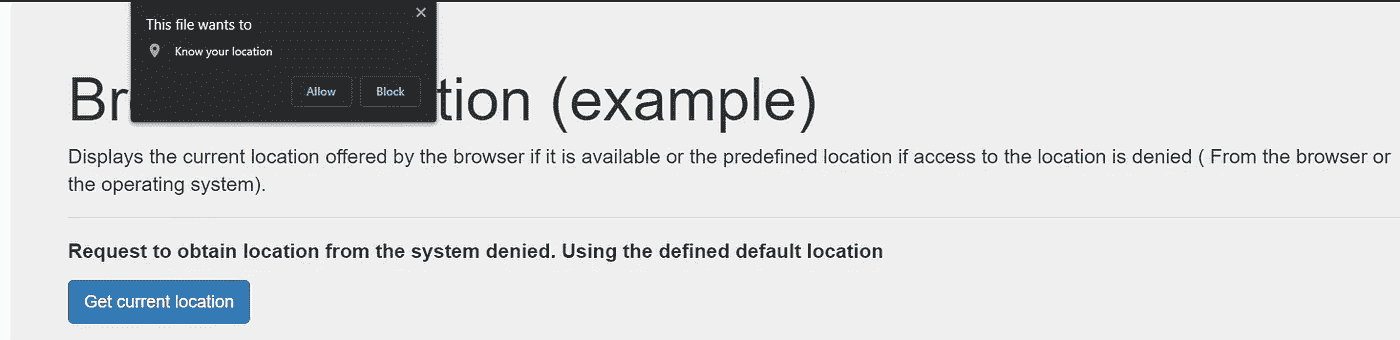 This file wants to
Know your location
Allow Block
Br tion (example)
Displays the current location offered by the browser if it is available or the predefined location if access to the location is denied ( From the browser or
the operating system).
Request to obtain location from the system denied. Using the defined default location
Get current location